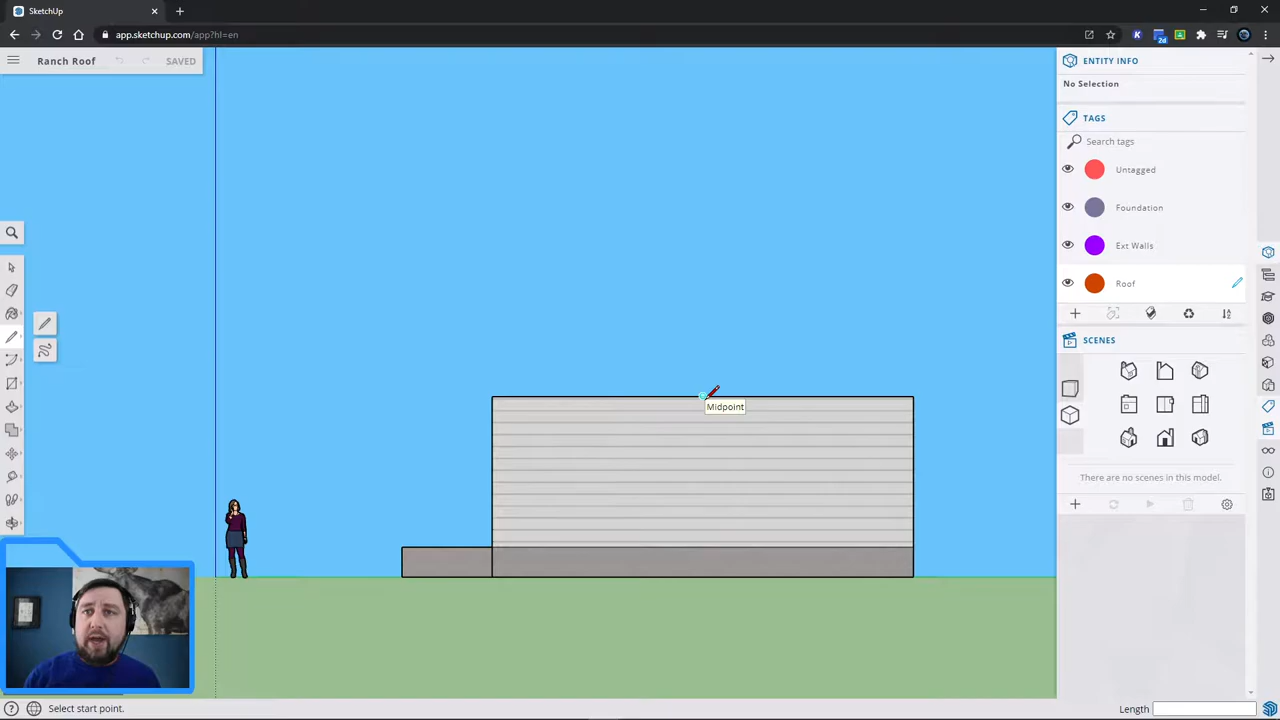 SketchUp
app.sketchup.com/app?hl=en
Ranch Roof
SAVED
ENTITY INFO
No Selection
TAGS
Search tags
Untagged
Foundation
Ext Walls
Roof
SCENES
There are no scenes in this model.
Midpoint
Select start point.
Length